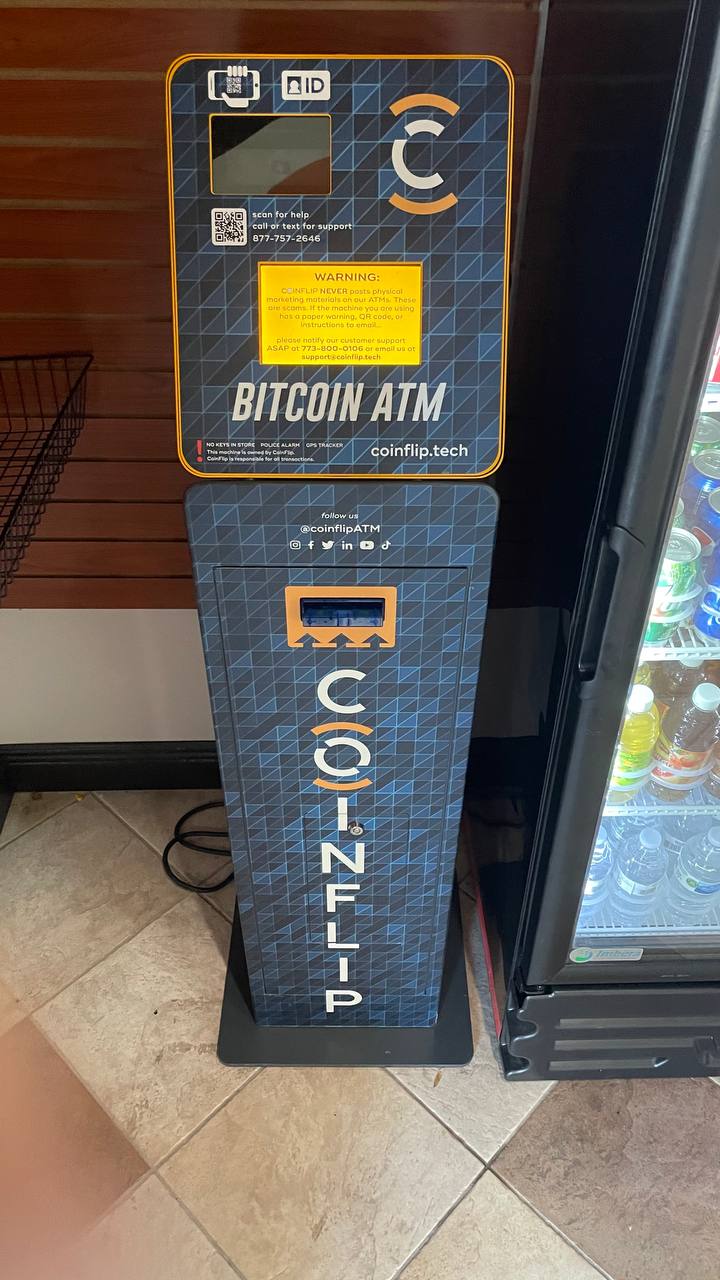 ID
scan for help
call or text for support
877-757-2646
WARNING:
COINFLIP NEVER posts physical
marketing materials on our ATMs. These
are scams. If the machine you are using
has a paper warning, QR code, or
instructions to email...
please notify our customer support
ASAP at 773-800-0106 or email us at
support@coinflip.tech
BITCOIN ATM
NO KEYS IN STORE POLICE ALARM GPS TRACKER
This machine is owned by CoinFlip.
CoinFlip is responsible for all transactions.
coinflip.tech
follow us
@coinflipATM
COINFLIP
imbera